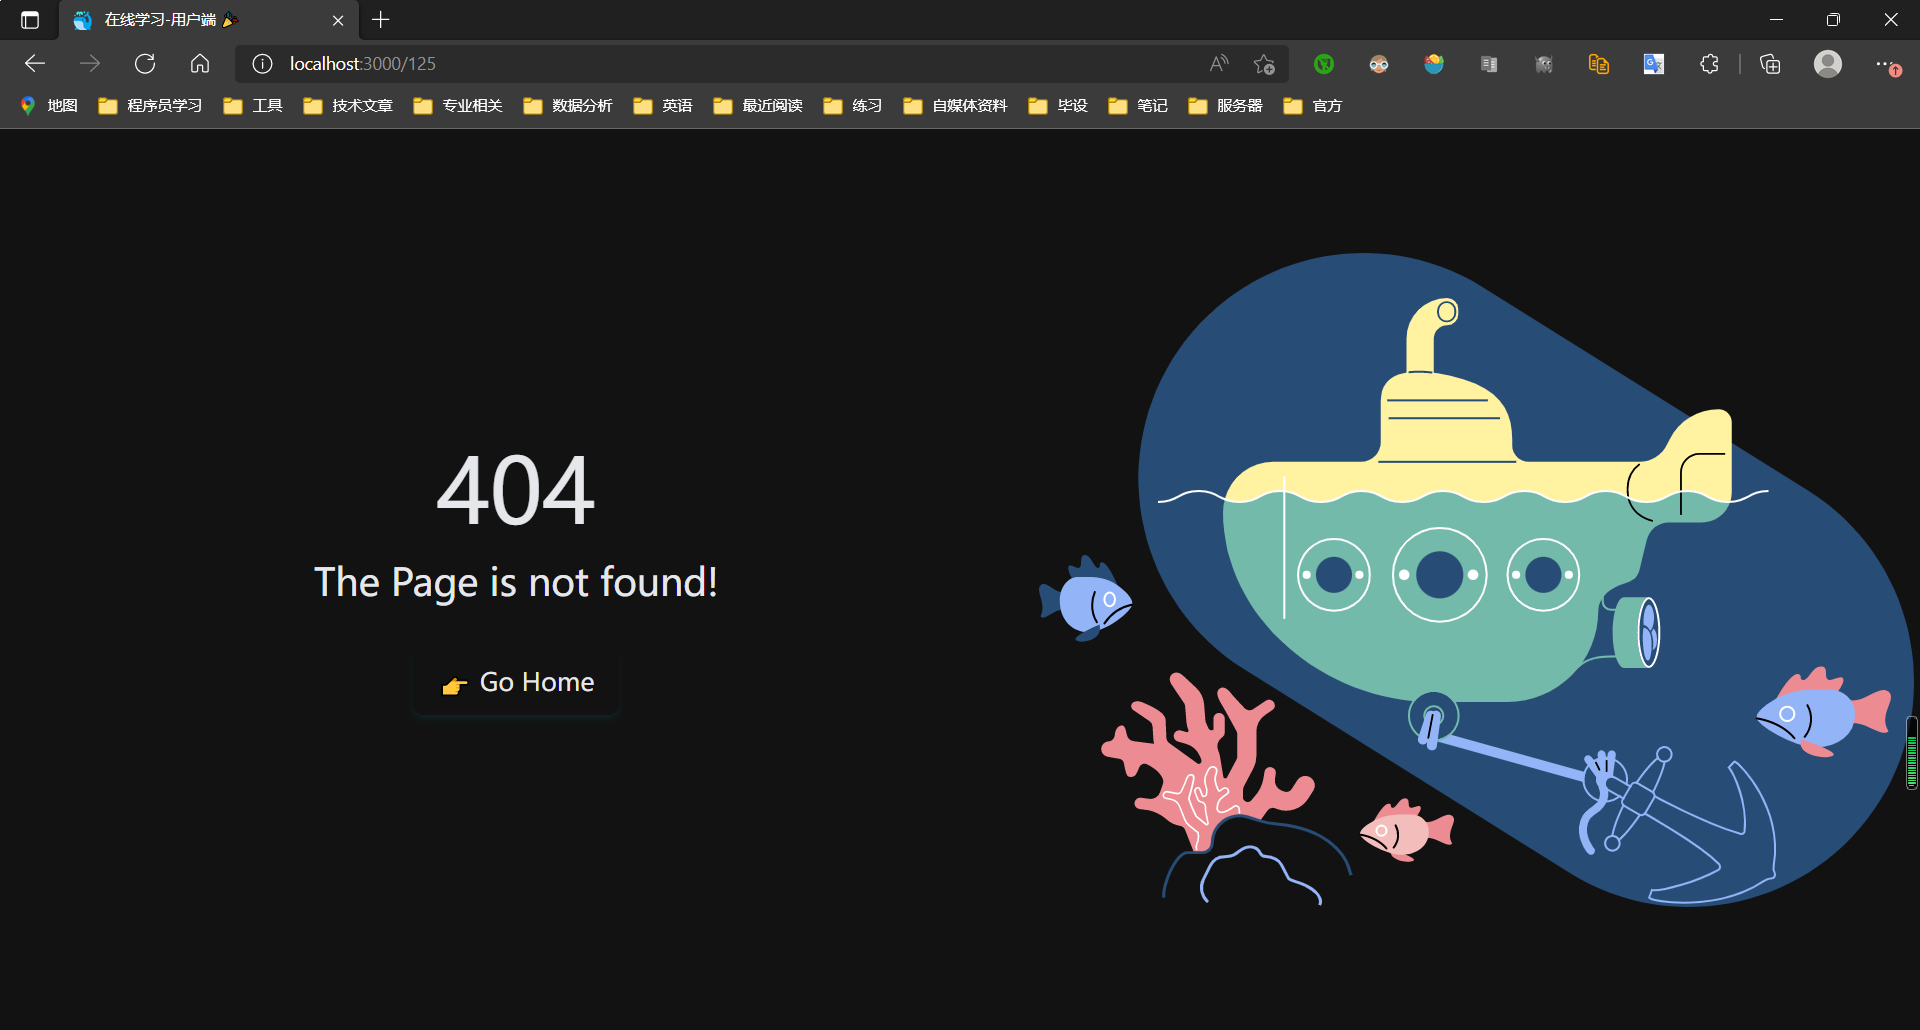 在线学习-用户端
localhost:3000/125
地图 程序员学习 工具 技术文章 专业相关 数据分析 英语 最近阅读 练习 自媒体资料 毕设 笔记 服务器 官方
404
The Page is not found!
👉 Go Home